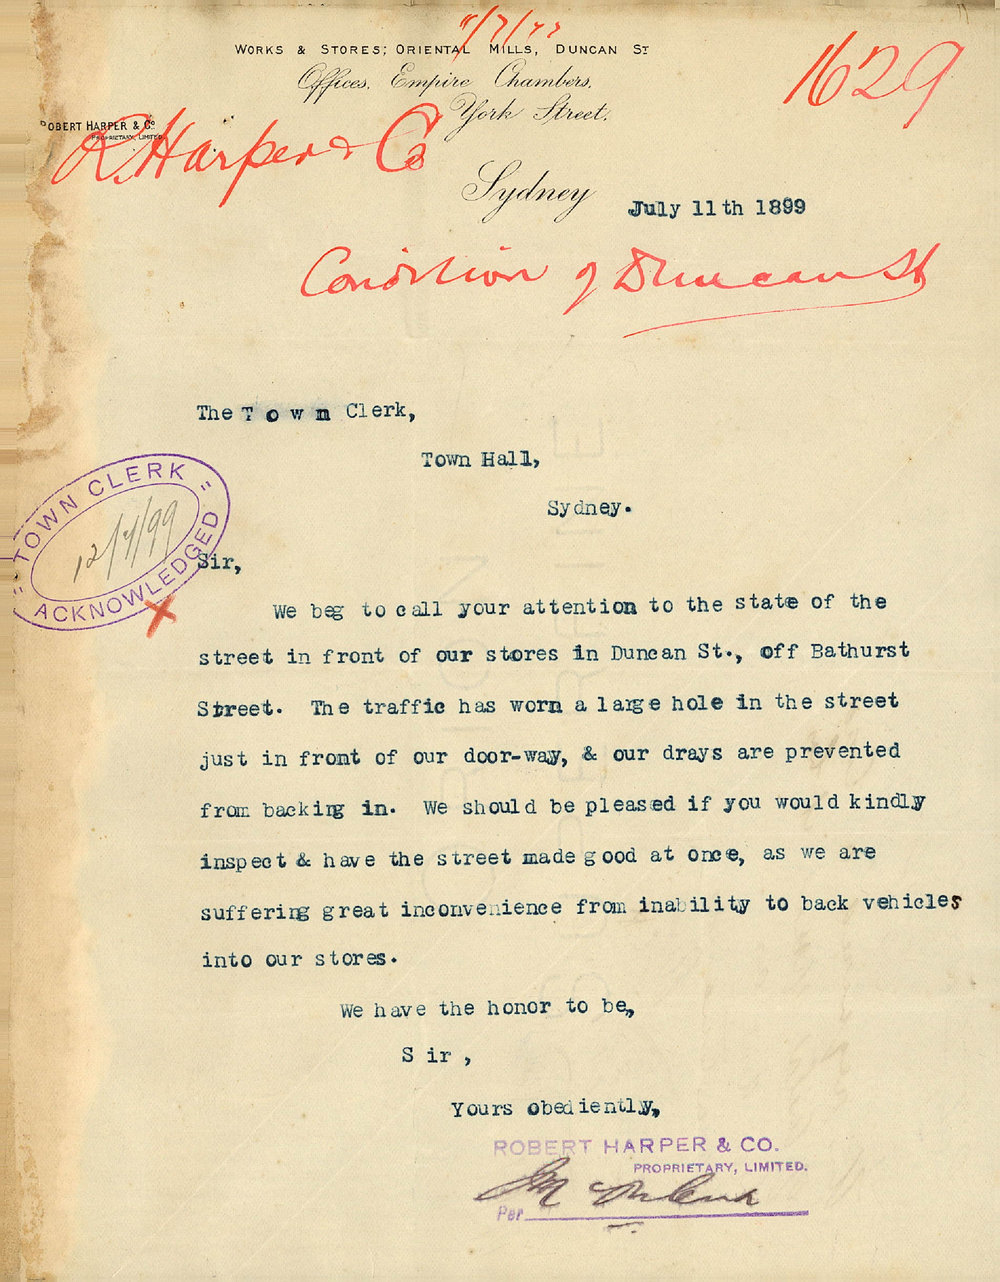 11/7/99
WORKS & STORES; ORIENTAL MILLS, DUNCAN ST
Offices, Empire Chambers,
York Street.
1629
ROBERT HARPER & Co
PROPRIETARY, LIMITED
R. Harper & Co
Sydney July 11th 1899
Condition of Duncan St
The Town Clerk,
Town Hall,
Sydney.
"TOWN CLERK"
12/7/99
ACKNOWLEDGED
Sir,
We beg to call your attention to the state of the
street in front of our stores in Duncan St., off Bathurst
Street. The traffic has worn a large hole in the street
just in front of our door-way, & our drays are prevented
from backing in. We should be pleased if you would kindly
inspect & have the street made good at once, as we are
suffering great inconvenience from inability to back vehicles
into our stores.
We have the honor to be,
Sir,
Yours obediently,
ROBERT HARPER & CO.
PROPRIETARY, LIMITED.
Per